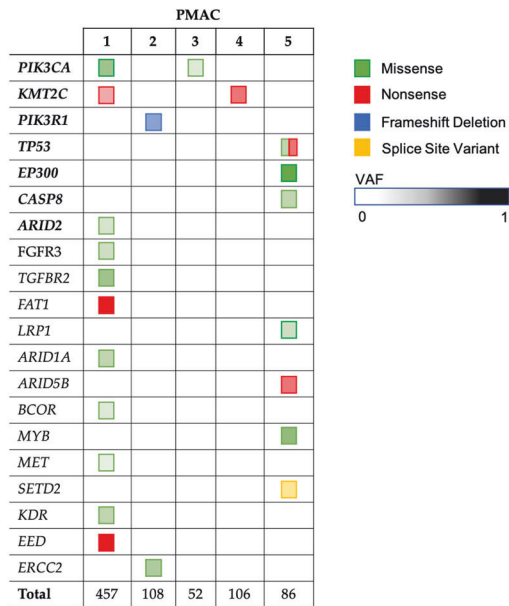 PMAC
1 2 3 4 5
PIK3CA
KMT2C
PIK3R1
TP53
EP300
CASP8
ARID2
FGFR3
TGFBR2
FAT1
LRP1
ARID1A
ARID5B
BCOR
MYB
MET
SETD2
KDR
EED
ERCC2
Total 457 108 52 106 86
Missense
Nonsense
Frameshift Deletion
Splice Site Variant
VAF
0 1